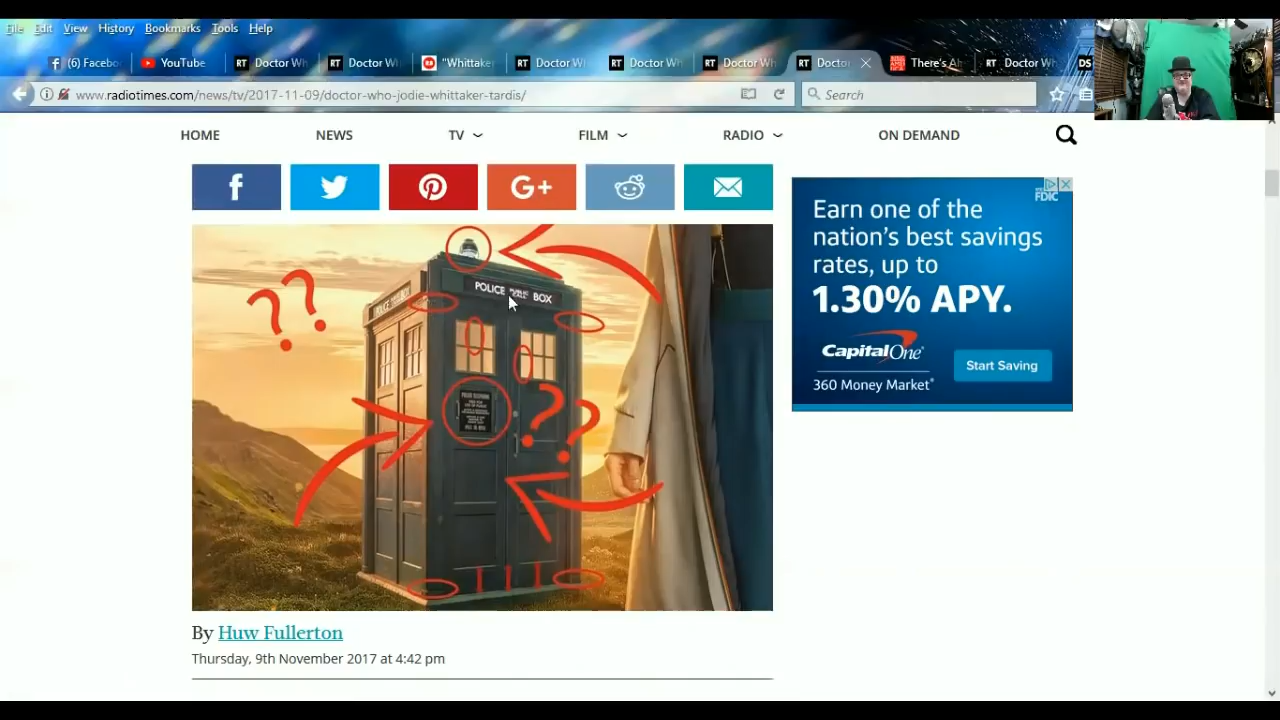 File Edit View History Bookmarks Tools Help
(6) Facebo
YouTube
RT Doctor Wh
RT Doctor Wh
"Whittake
RT Doctor Wh
RT Doctor Wh
RT Doctor Wh
RT Docto
There's A
RT Doctor Wh
DS
www.radiotimes.com/news/tv/2017-11-09/doctor-who-jodie-whittaker-tardis/
Search
HOME NEWS TV FILM RADIO ON DEMAND
f G+
FDIC
Earn one of the
nation's best savings
rates, up to
1.30% APY.
Capital One
360 Money Market®
Start Saving
??
POLICE PUBLIC CALL BOX
??
By Huw Fullerton
Thursday, 9th November 2017 at 4:42 pm